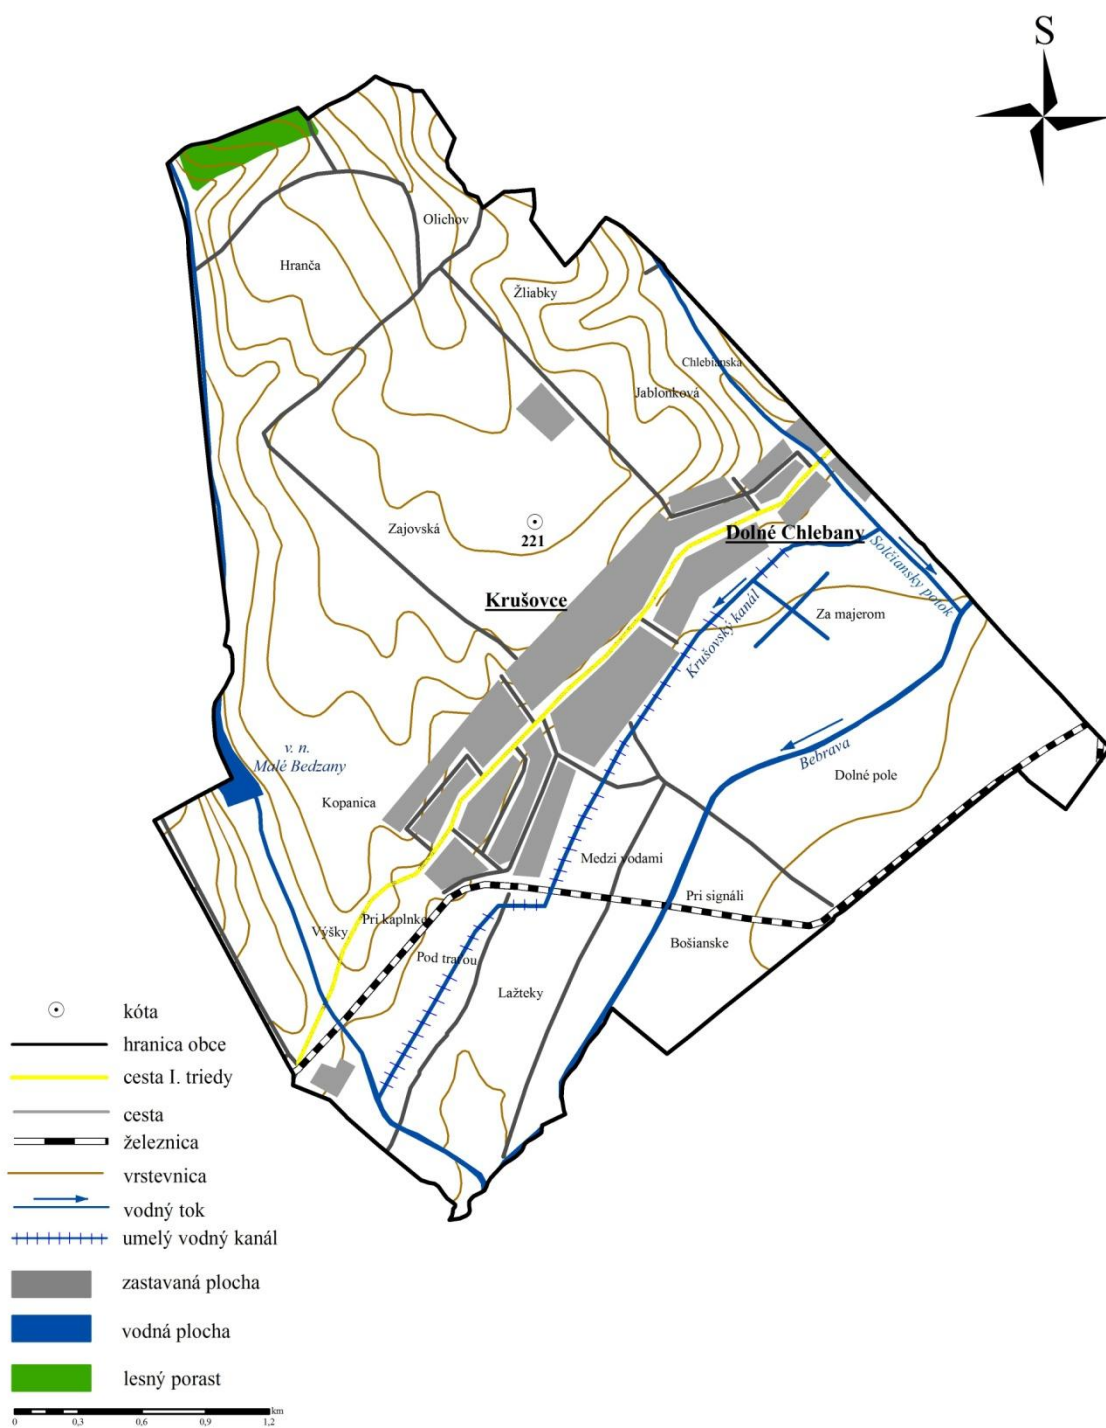 S
Olichov
Hranča
Žliabky
Chlebianska
Jablonková
Zajovská
221
Dolné Chlebany
Krušovce
Solčiansky potok
Krušovský kanál
Za majerom
Bebrava
v. n.
Malé Bedzany
Dolné pole
Kopanica
Medzi vodami
Pri signáli
Pri kaplnke
Výšky
Bošianske
Pod traťou
Lažteky
kóta
hranica obce
cesta I. triedy
cesta
železnica
vrstevnica
vodný tok
umelý vodný kanál
zastavaná plocha
vodná plocha
lesný porast
km
0 0,3 0,6 0,9 1,2